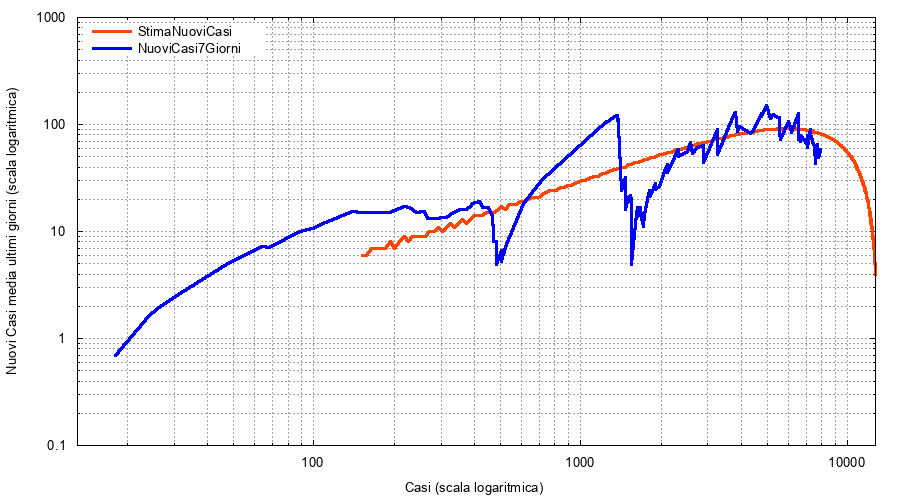 1000
StimaNuoviCasi
NuoviCasi7Giorni
100
10
1
0.1
Nuovi Casi media ultimi giorni (scala logaritmica)
100
1000
10000
Casi (scala logaritmica)